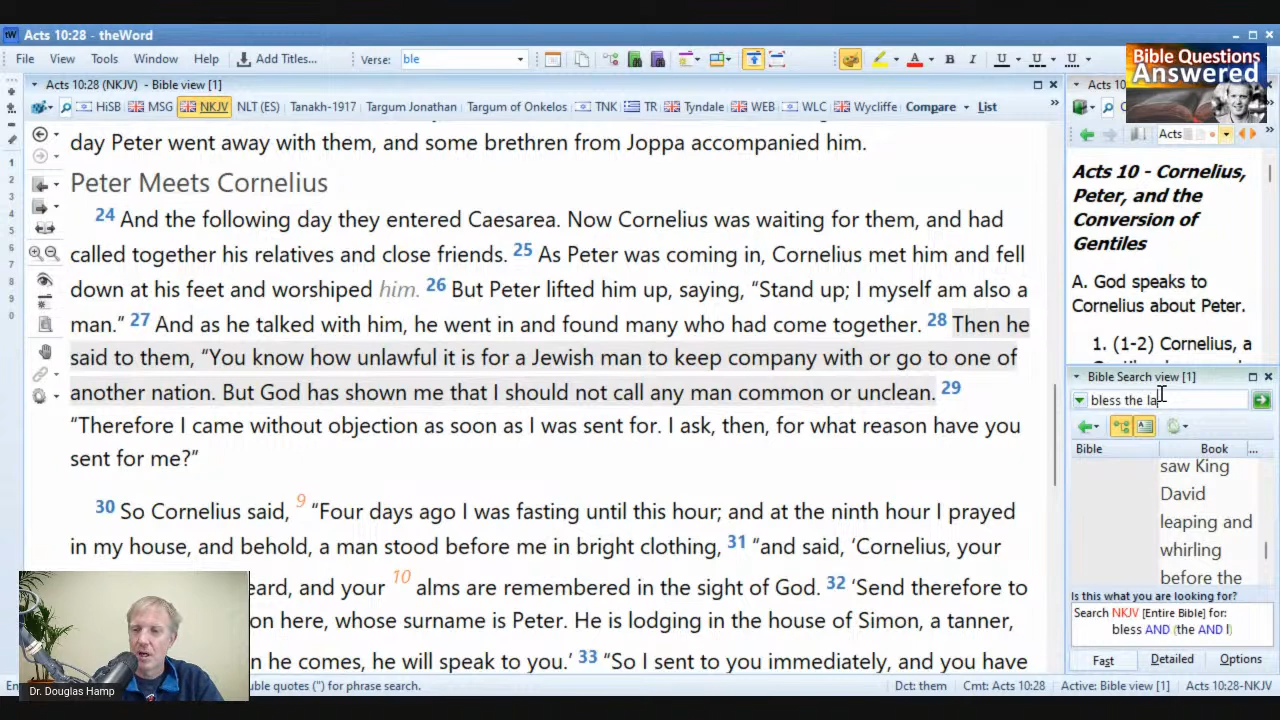 Acts 10:28 - theWord
File View Tools Window Help Add Titles... Verse: ble
Acts 10:28 (NKJV) - Bible view [1]
HiSB MSG NKJV NLT (ES) Tanakh-1917 Targum Jonathan Targum of Onkelos TNK TR Tyndale WEB WLC Wycliffe Compare List
day Peter went away with them, and some brethren from Joppa accompanied him.
Peter Meets Cornelius
24 And the following day they entered Caesarea. Now Cornelius was waiting for them, and had
called together his relatives and close friends. 25 As Peter was coming in, Cornelius met him and fell
down at his feet and worshiped him. 26 But Peter lifted him up, saying, “Stand up; I myself am also a
man.” 27 And as he talked with him, he went in and found many who had come together. 28 Then he
said to them, “You know how unlawful it is for a Jewish man to keep company with or go to one of
another nation. But God has shown me that I should not call any man common or unclean. 29
“Therefore I came without objection as soon as I was sent for. I ask, then, for what reason have you
sent for me?”
30 So Cornelius said, 9 “Four days ago I was fasting until this hour; and at the ninth hour I prayed
in my house, and behold, a man stood before me in bright clothing, 31 “and said, ‘Cornelius, your
eard, and your 10 alms are remembered in the sight of God. 32 ‘Send therefore to
on here, whose surname is Peter. He is lodging in the house of Simon, a tanner,
n he comes, he will speak to you.’ 33 “So I sent to you immediately, and you have
1
2
3
4
5
6
7
8
9
0
Bible Questions
Answered
Acts 10
Acts
Acts 10 - Cornelius,
Peter, and the
Conversion of
Gentiles
A. God speaks to
Cornelius about Peter.
1. (1-2) Cornelius, a
Bible Search view [1]
bless the la
Bible Book ...
saw King
David
leaping and
whirling
before the
Is this what you are looking for?
Search NKJV [Entire Bible] for:
bless AND (the AND l)
Fast Detailed Options
Dr. Douglas Hamp
uble quotes (") for phrase search. Dct: them Cmt: Acts 10:28 Active: Bible view [1] Acts 10:28-NKJV